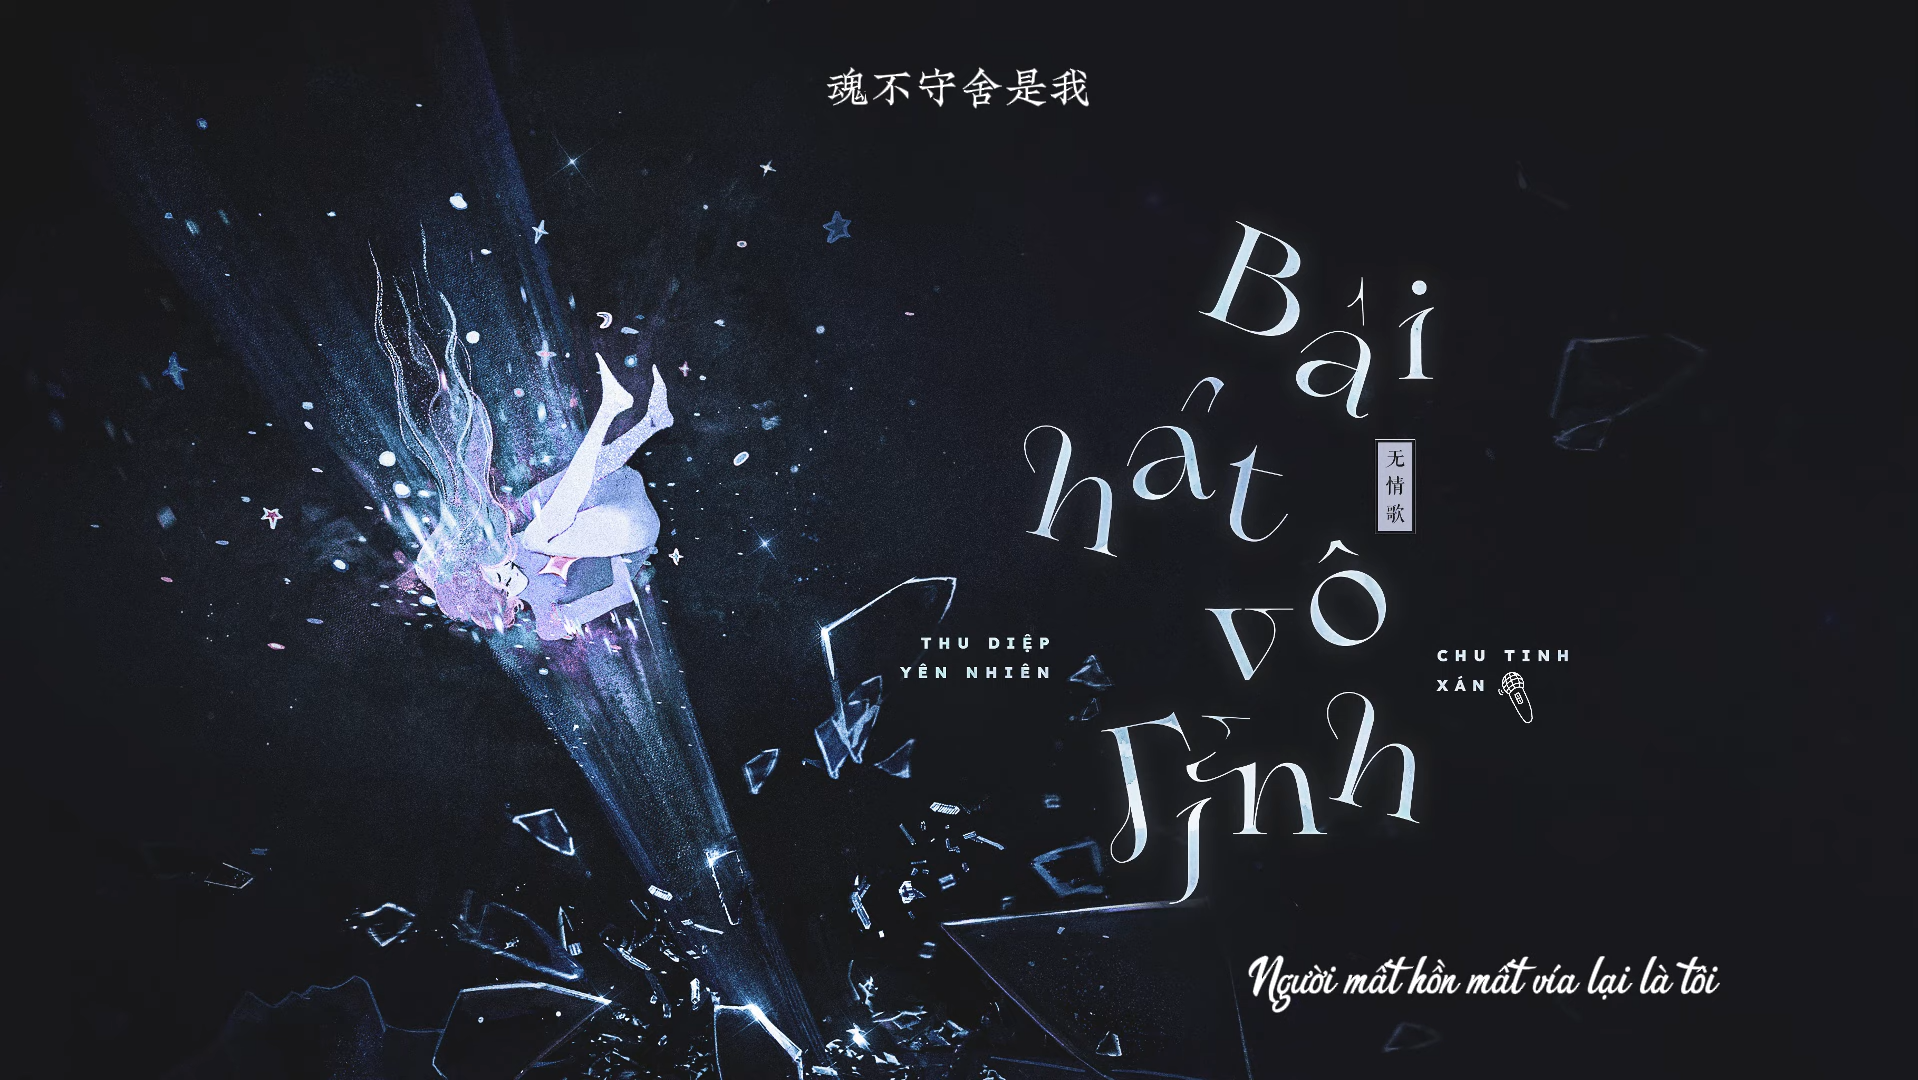 魂不守舍是我
Bài
hát
无情歌
vô
Tình
THU DIỆP
YÊN NHIÊN
CHU TINH
XÁN
Người mất hồn mất vía lại là tôi